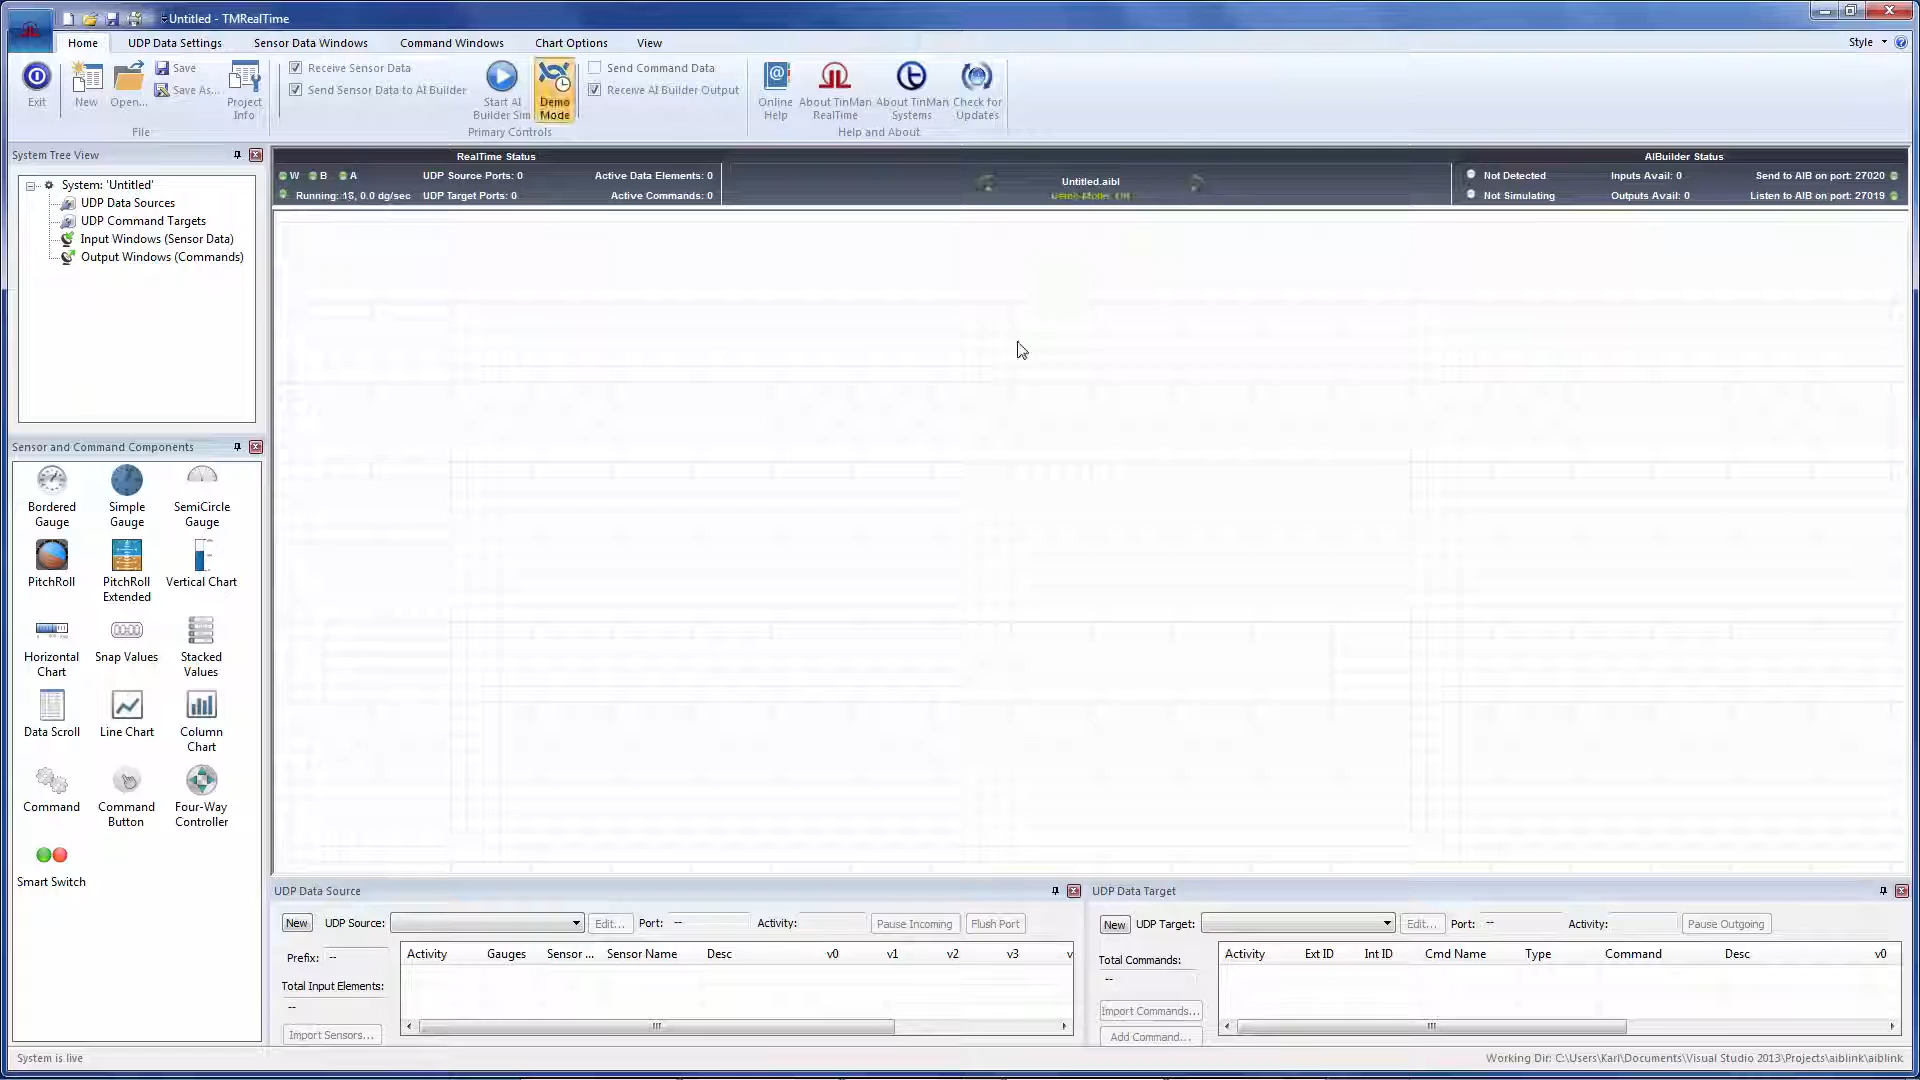 Untitled - TMRealTime
Home UDP Data Settings Sensor Data Windows Command Windows Chart Options View Style
Exit New Open... Save Save As... Project Info
File
Receive Sensor Data
Send Sensor Data to AI Builder
Start AI Builder Sim
Demo Mode
Send Command Data
Receive AI Builder Output
Primary Controls
Online Help
About TinMan RealTime
About TinMan Systems
Check for Updates
Help and About
System Tree View
System: 'Untitled'
UDP Data Sources
UDP Command Targets
Input Windows (Sensor Data)
Output Windows (Commands)
RealTime Status
W B A UDP Source Ports: 0 Active Data Elements: 0
Running: 18, 0.0 dg/sec UDP Target Ports: 0 Active Commands: 0
Untitled.aibl
AIBuilder Status
Not Detected Inputs Avail: 0 Send to AIB on port: 27020
Not Simulating Outputs Avail: 0 Listen to AIB on port: 27019
Sensor and Command Components
Bordered Gauge
Simple Gauge
SemiCircle Gauge
PitchRoll
PitchRoll Extended
Vertical Chart
Horizontal Chart
Snap Values
Stacked Values
Data Scroll
Line Chart
Column Chart
Command
Command Button
Four-Way Controller
Smart Switch
UDP Data Source
New UDP Source: Edit... Port: -- Activity: Pause Incoming Flush Port
Prefix: --
Total Input Elements:
--
Import Sensors...
Activity Gauges Sensor ... Sensor Name Desc v0 v1 v2 v3 v
UDP Data Target
New UDP Target: Edit... Port: -- Activity: Pause Outgoing
Total Commands:
--
Import Commands...
Add Command...
Activity Ext ID Int ID Cmd Name Type Command Desc v0
System is live
Working Dir: C:\Users\Karl\Documents\Visual Studio 2013\Projects\aiblink\aiblink